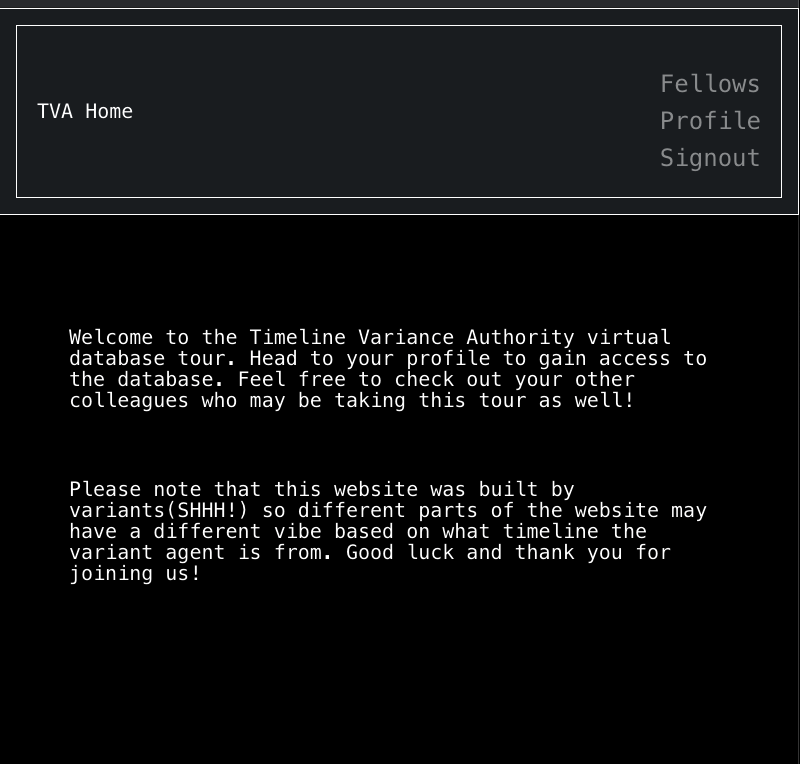 TVA Home
Fellows
Profile
Signout
Welcome to the Timeline Variance Authority virtual
database tour. Head to your profile to gain access to
the database. Feel free to check out your other
colleagues who may be taking this tour as well!
Please note that this website was built by
variants(SHHH!) so different parts of the website may
have a different vibe based on what timeline the
variant agent is from. Good luck and thank you for
joining us!